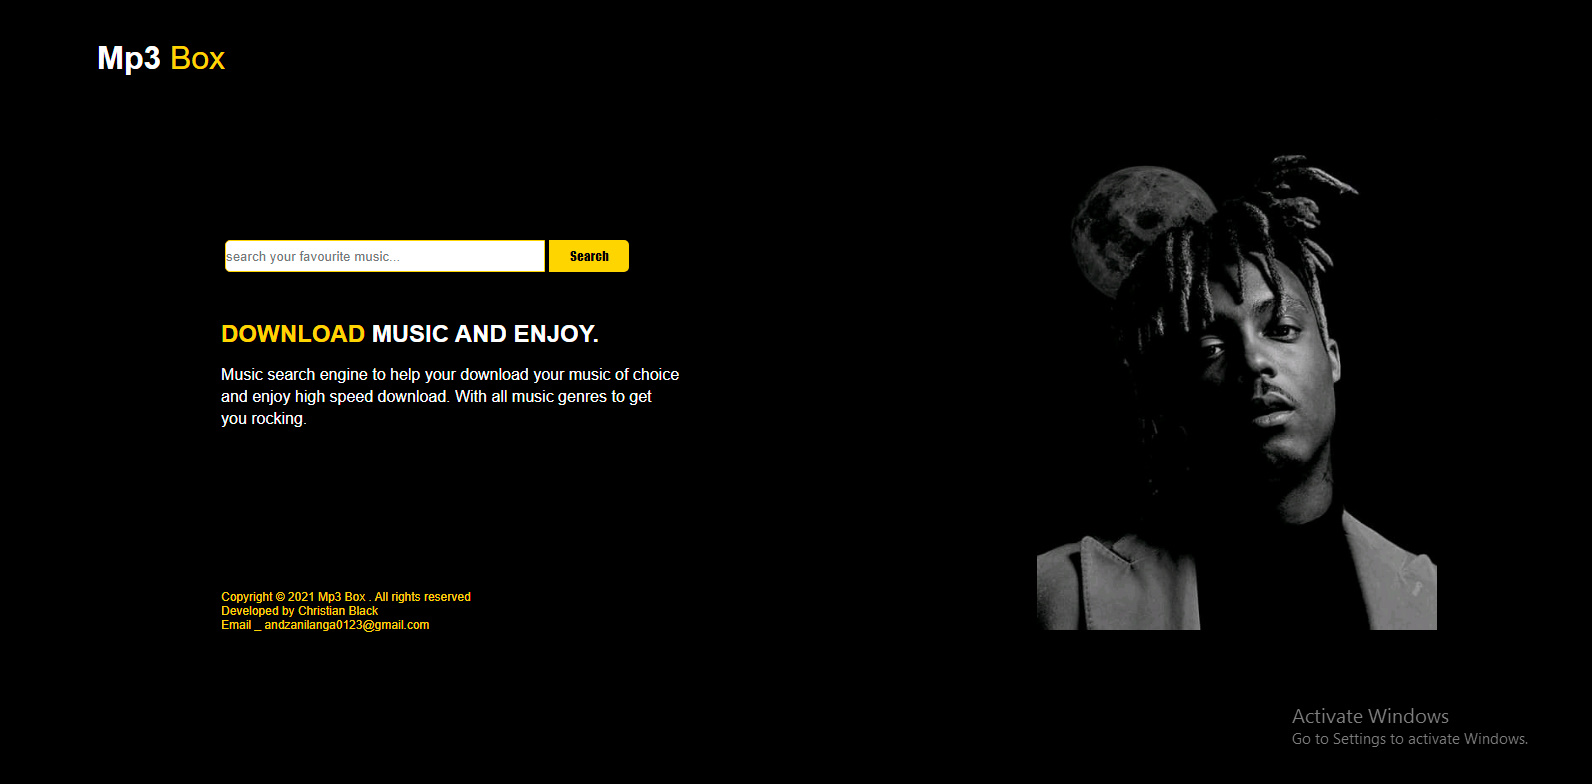 Mp3 Box
search your favourite music...
Search
DOWNLOAD MUSIC AND ENJOY.
Music search engine to help your download your music of choice
and enjoy high speed download. With all music genres to get
you rocking.
Copyright © 2021 Mp3 Box . All rights reserved
Developed by Christian Black
Email _ andzanilanga0123@gmail.com
Activate Windows
Go to Settings to activate Windows.